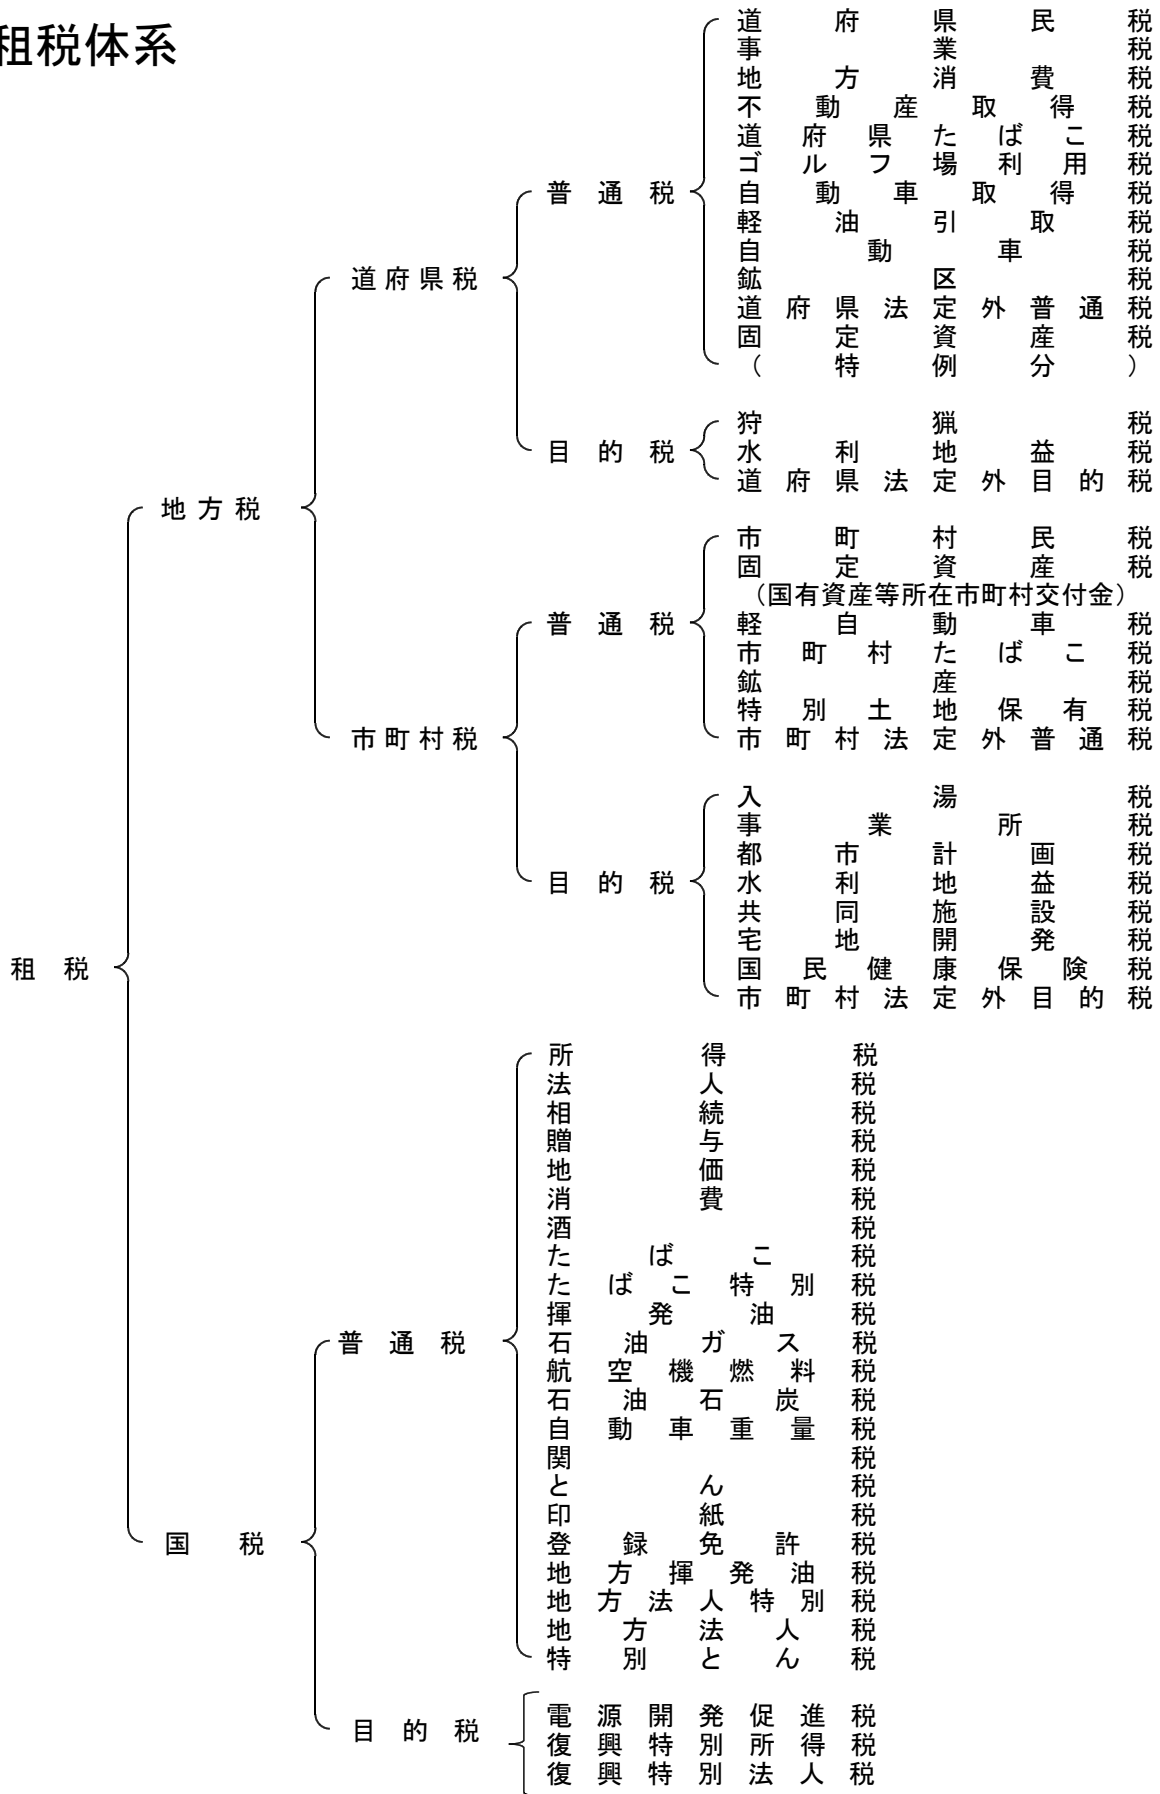 租税体系
租税
地方税
道府県税
普通税
道府県民税
事業税
地方消費税
不動産取得税
道府県たばこ税
ゴルフ場利用税
自動車取得税
軽油引取税
自動車税
鉱区税
道府県法定外普通税
固定資産税
（特例分）
目的税
狩猟税
水利地益税
道府県法定外目的税
市町村税
普通税
市町村民税
固定資産税
（国有資産等所在市町村交付金）
軽自動車税
市町村たばこ税
鉱産税
特別土地保有税
市町村法定外普通税
目的税
入湯税
事業所税
都市計画税
水利地益税
共同施設税
宅地開発税
国民健康保険税
市町村法定外目的税
国税
普通税
所得税
法人税
相続税
贈与税
地価税
消費税
酒税
たばこ税
たばこ特別税
揮発油税
石油ガス税
航空機燃料税
石油石炭税
自動車重量税
関税
とん税
印紙税
登録免許税
地方揮発油税
地方法人特別税
地方法人税
特別とん税
目的税
電源開発促進税
復興特別所得税
復興特別法人税